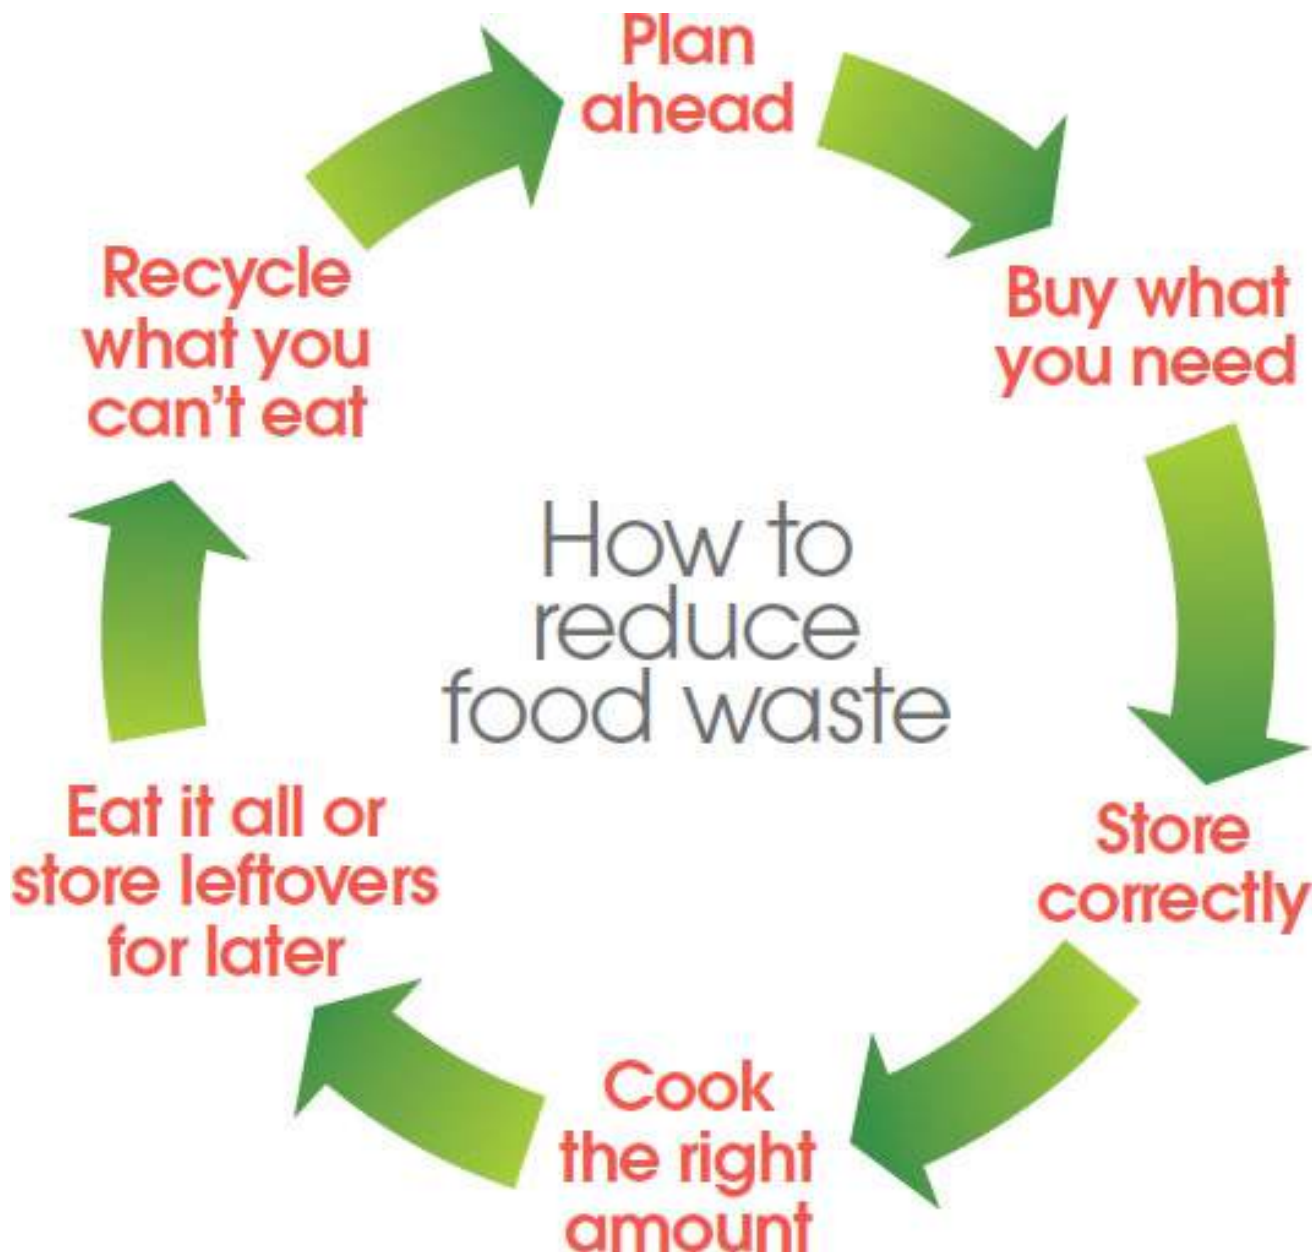 Plan
ahead
Buy what
you need
Store
correctly
Cook
the right
amount
Eat it all or
store leftovers
for later
Recycle
what you
can't eat
How to
reduce
food waste